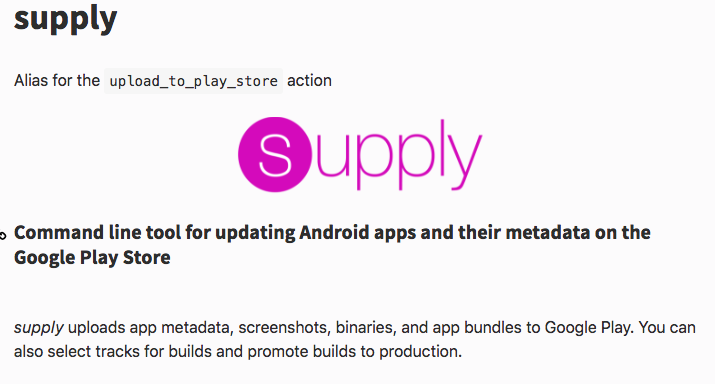 supply
Alias for the upload_to_play_store action
supply
Command line tool for updating Android apps and their metadata on the
Google Play Store
supply uploads app metadata, screenshots, binaries, and app bundles to Google Play. You can
also select tracks for builds and promote builds to production.